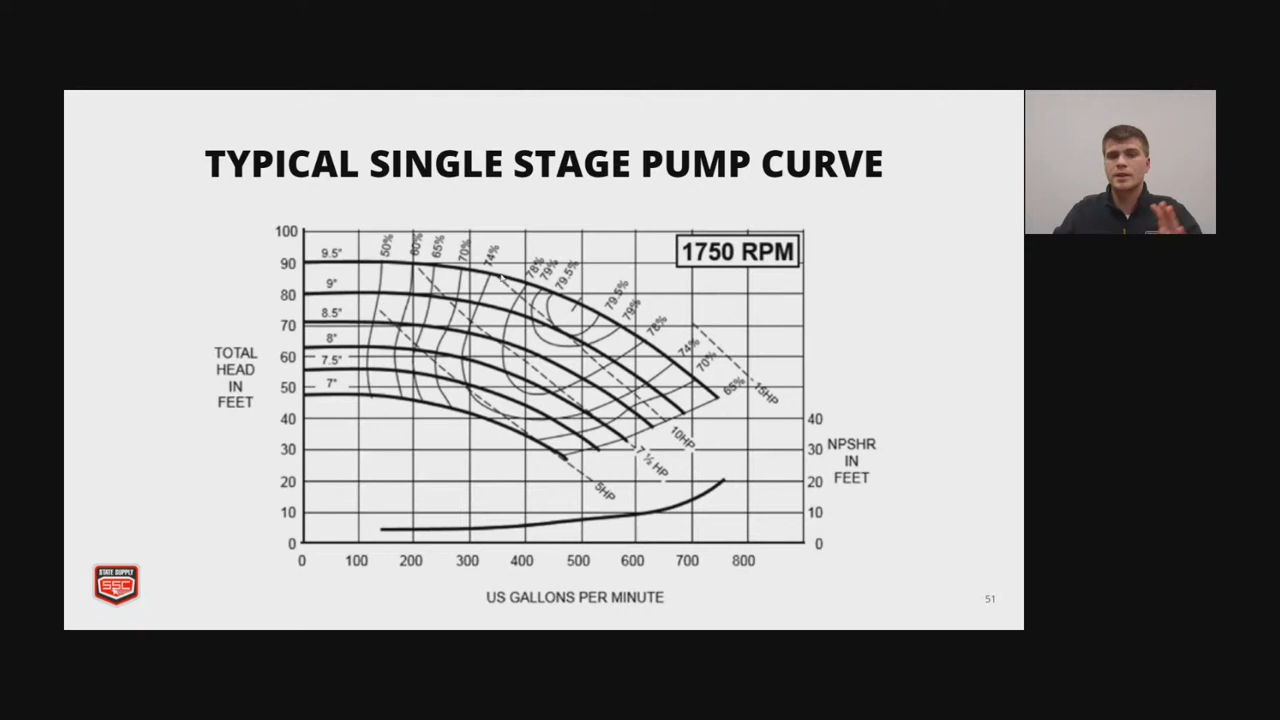 TYPICAL SINGLE STAGE PUMP CURVE
1750 RPM
100
90
80
70
60
50
40
30
20
10
0
9.5"
9"
8.5"
8"
7.5"
7"
50%
60%
65%
70%
74%
78%
79%
79.5%
79.5%
79%
78%
74%
70%
65%
15HP
10HP
7 ½ HP
5HP
TOTAL
HEAD
IN
FEET
40
30
20
10
0
NPSHR
IN
FEET
0 100 200 300 400 500 600 700 800
US GALLONS PER MINUTE
STATE SUPPLY
SSC
51